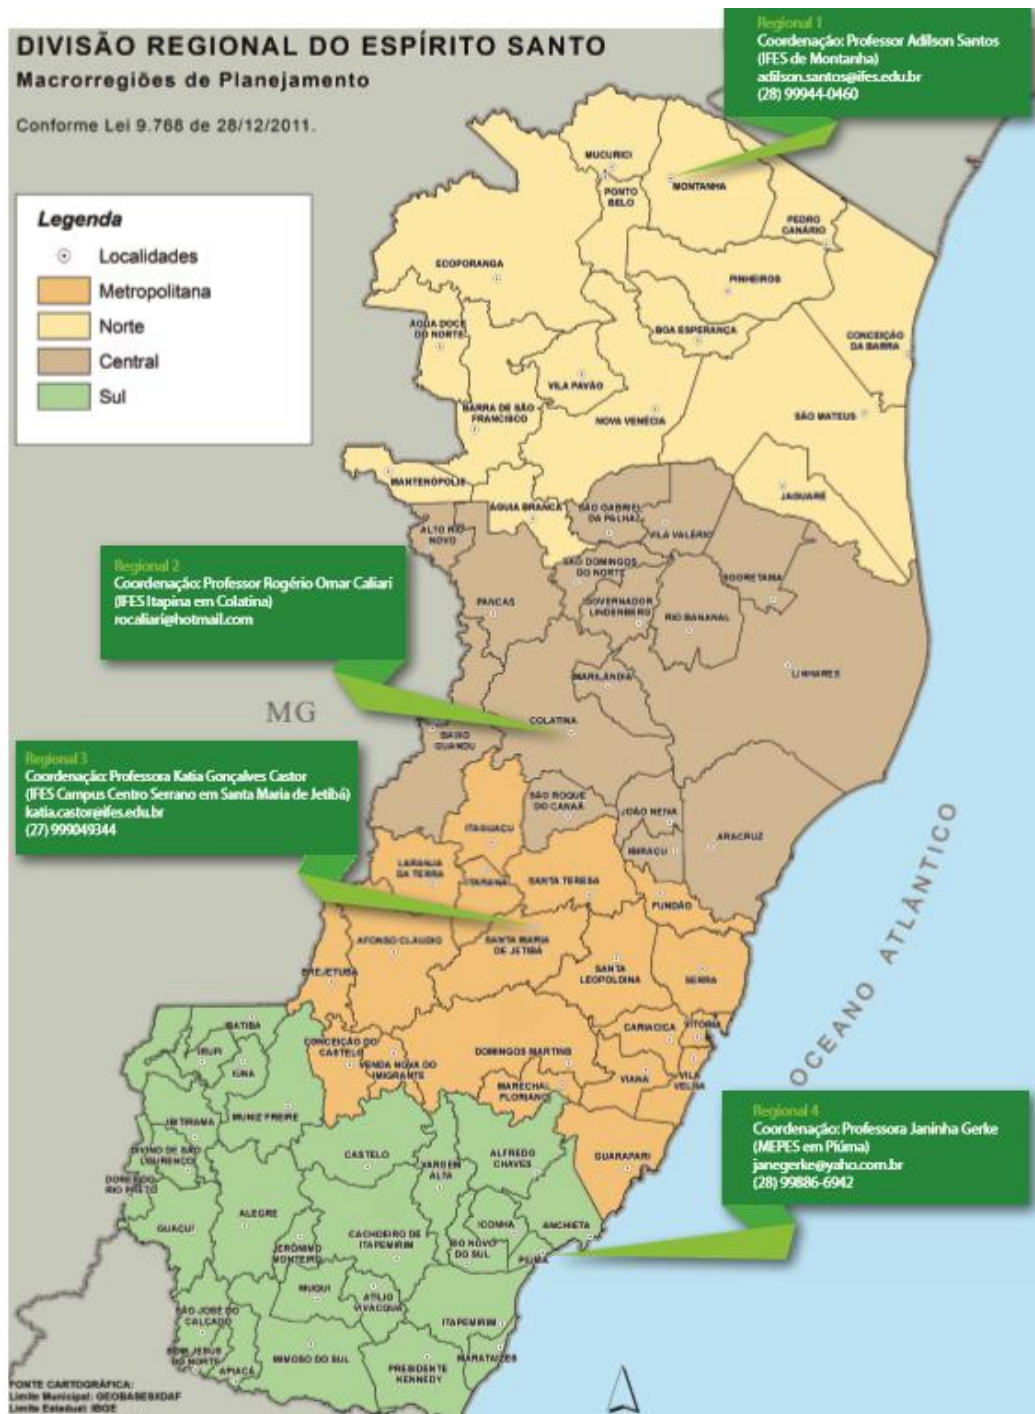 DIVISÃO REGIONAL DO ESPÍRITO SANTO
Macrorregiões de Planejamento
Conforme Lei 9.768 de 28/12/2011.
Regional 1
Coordenação: Professor Adilson Santos
(IFES de Montanha)
adilson.santos@ifes.edu.br
(28) 99944-0460
Legenda
Localidades
Metropolitana
Norte
Central
Sul
MUCURICI
MONTANHA
PONTO
BELO
PEDRO
CANÁRIO
ECOPORANGA
PINHEIROS
ÁGUA DOCE
DO NORTE
BOA ESPERANÇA
CONCEIÇÃO
DA BARRA
VILA PAVÃO
BARRA DE SÃO
FRANCISCO
NOVA VENÉCIA
SÃO MATEUS
MANTENÓPOLIS
JAGUARÉ
ÁGUIA BRANCA
SÃO GABRIEL
DA PALHA
ALTO RIO
NOVO
VILA VALÉRIO
Regional 2
Coordenação: Professor Rogério Omar Caliari
(IFES Itapina em Colatina)
rocaliari@hotmail.com
SÃO DOMINGOS
DO NORTE
SOORETAMA
PANCAS
GOVERNADOR
LINDENBERG
RIO BANANAL
MARILÂNDIA
LINHARES
MG
COLATINA
BAIXO
GUANDU
Regional 3
Coordenação: Professora Katia Gonçalves Castor
(IFES Campus Centro Serrano em Santa Maria de Jetibá)
katia.castor@ifes.edu.br
(27) 999049344
SÃO ROQUE
DO CANAÃ
JOÃO NEIVA
ITAGUAÇU
IBIRAÇU
ARACRUZ
LARANJA
DA TERRA
ITARANA
SANTA TERESA
FUNDÃO
AFONSO CLÁUDIO
SANTA MARIA
DE JETIBÁ
BREJETUBA
SANTA
LEOPOLDINA
SERRA
OCEANO ATLÂNTICO
IBATIBA
CARIACICA
VITÓRIA
IRUPI
IÚNA
CONCEIÇÃO DO
CASTELO
VENDA NOVA DO
IMIGRANTE
DOMINGOS MARTINS
MARECHAL
FLORIANO
VIANA
VILA
VELHA
IBITIRAMA
MUNIZ FREIRE
Regional 4
Coordenação: Professora Janinha Gerke
(MEPES em Piúma)
janegerke@yaho.com.br
(28) 99886-6942
DIVINO DE SÃO
LOURENÇO
CASTELO
VARGEM
ALTA
ALFREDO
CHAVES
GUARAPARI
DORES DO
RIO PRETO
GUAÇUÍ
ALEGRE
JERÔNIMO
MONTEIRO
CACHOEIRO DE
ITAPEMIRIM
ICONHA
ANCHIETA
RIO NOVO
DO SUL
PIÚMA
MUQUI
ATÍLIO
VIVACQUA
SÃO JOSÉ DO
CALÇADO
ITAPEMIRIM
BOM JESUS
DO NORTE
APIACÁ
MIMOSO DO SUL
PRESIDENTE
KENNEDY
MARATAÍZES
FONTE CARTOGRÁFICA:
Limite Municipal: GEOBASES/IDAF
Limite Estadual: IBGE